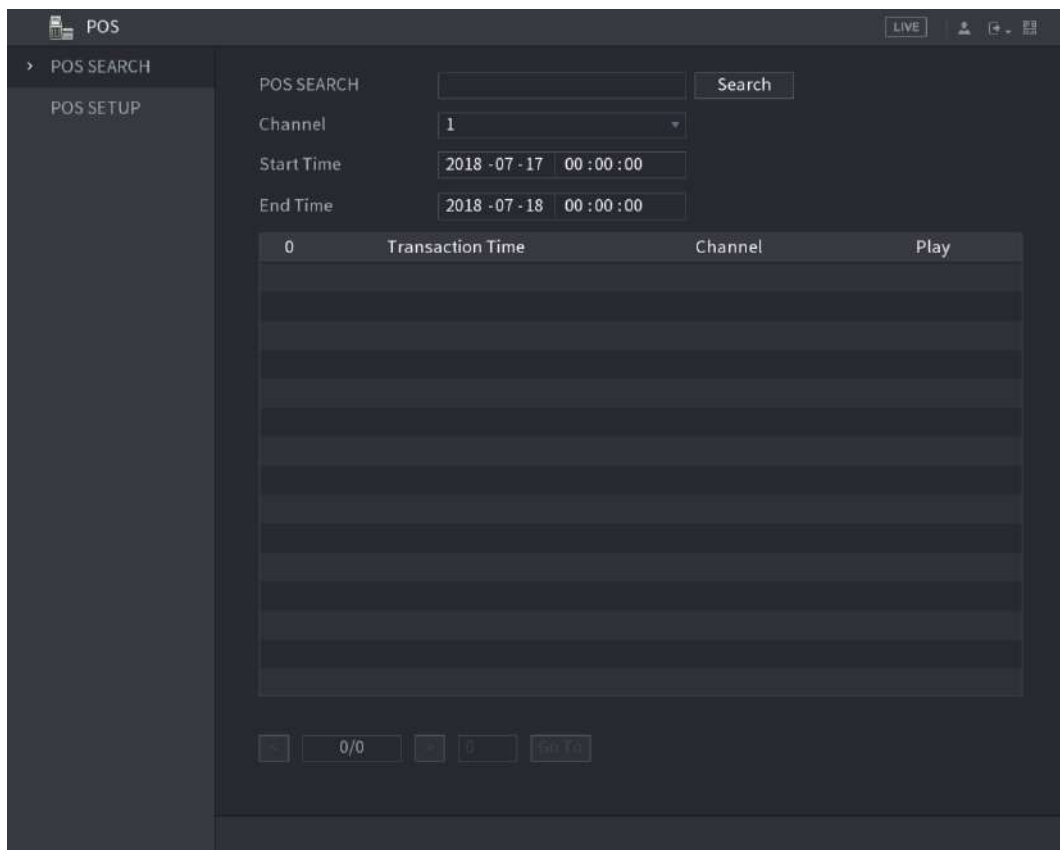 POS
LIVE
POS SEARCH
POS SETUP
POS SEARCH Search
Channel 1
Start Time 2018 -07 -17 00 :00 :00
End Time 2018 -07 -18 00 :00 :00
0 Transaction Time Channel Play
< 0/0 > 0 Go To